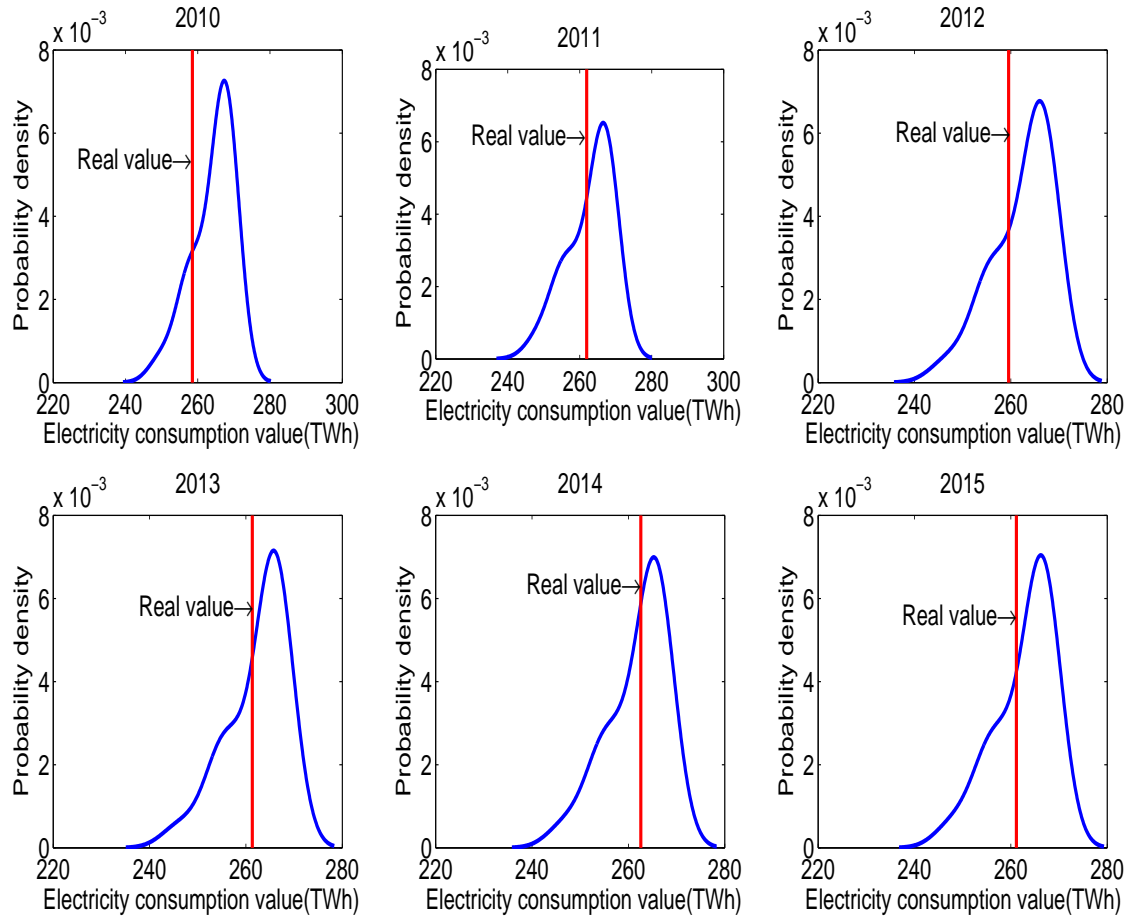 2010
x 10⁻³
Probability density
8
6
4
2
0
Real value→
220 240 260 280 300
Electricity consumption value(TWh)
2011
x 10⁻³
Probability density
8
6
4
2
0
Real value→
220 240 260 280 300
Electricity consumption value(TWh)
2012
x 10⁻³
Probability density
8
6
4
2
0
Real value→
220 240 260 280
Electricity consumption value(TWh)
2013
x 10⁻³
Probability density
8
6
4
2
0
Real value→
220 240 260 280
Electricity consumption value(TWh)
2014
x 10⁻³
Probability density
8
6
4
2
0
Real value→
220 240 260 280
Electricity consumption value(TWh)
2015
x 10⁻³
Probability density
8
6
4
2
0
Real value→
220 240 260 280
Electricity consumption value(TWh)